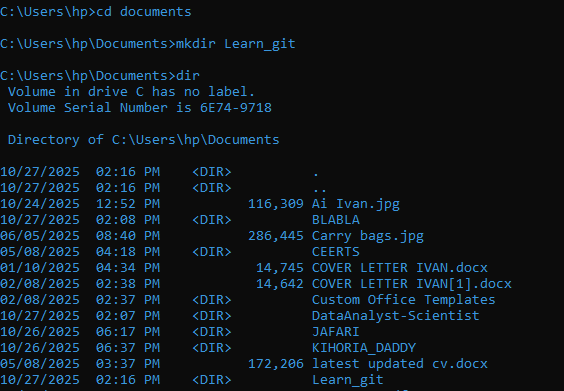 C:\Users\hp>cd documents
C:\Users\hp\Documents>mkdir Learn_git
C:\Users\hp\Documents>dir
 Volume in drive C has no label.
 Volume Serial Number is 6E74-9718
 Directory of C:\Users\hp\Documents
10/27/2025  02:16 PM    <DIR>          .
10/27/2025  02:16 PM    <DIR>          ..
10/24/2025  12:52 PM           116,309 Ai Ivan.jpg
10/27/2025  02:08 PM    <DIR>          BLABLA
06/05/2025  08:40 PM           286,445 Carry bags.jpg
05/08/2025  04:18 PM    <DIR>          CEERTS
01/10/2025  04:34 PM            14,745 COVER LETTER IVAN.docx
02/08/2025  02:38 PM            14,642 COVER LETTER IVAN[1].docx
02/08/2025  02:37 PM    <DIR>          Custom Office Templates
10/27/2025  02:07 PM    <DIR>          DataAnalyst-Scientist
10/26/2025  06:17 PM    <DIR>          JAFARI
10/26/2025  06:37 PM    <DIR>          KIHORIA_DADDY
05/08/2025  03:37 PM           172,206 latest updated cv.docx
10/27/2025  02:16 PM    <DIR>          Learn_git